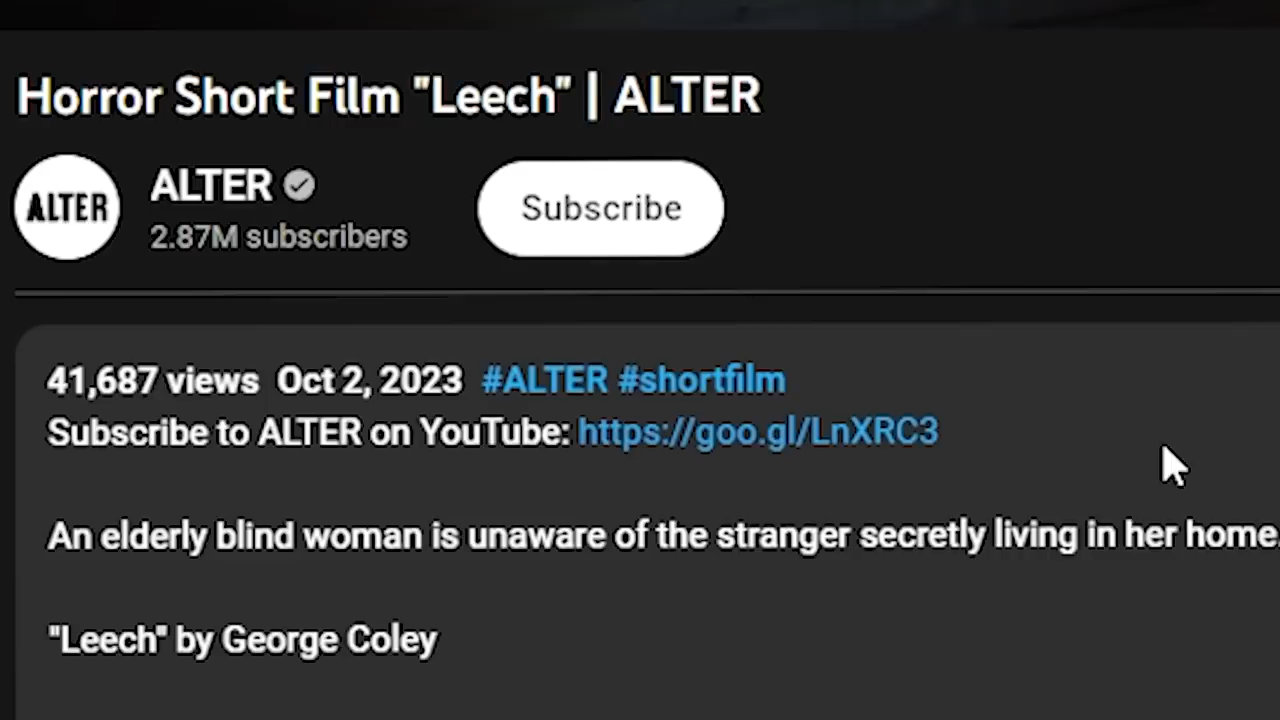 Horror Short Film "Leech" | ALTER
ALTER
ALTER
2.87M subscribers
Subscribe
41,687 views Oct 2, 2023 #ALTER #shortfilm
Subscribe to ALTER on YouTube: https://goo.gl/LnXRC3
An elderly blind woman is unaware of the stranger secretly living in her home.
"Leech" by George Coley